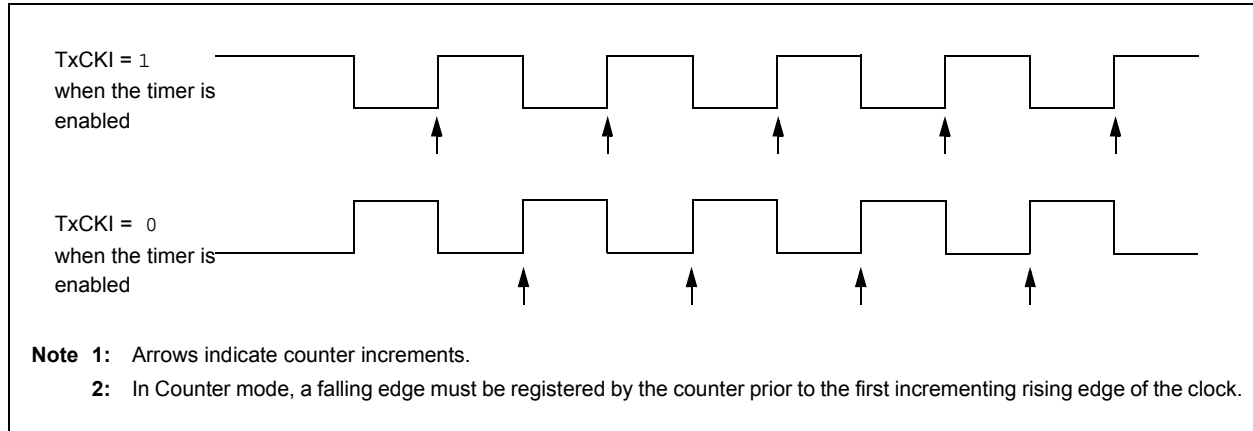 TxCKI = 1
when the timer is
enabled
TxCKI = 0
when the timer is
enabled
Note 1: Arrows indicate counter increments.
2: In Counter mode, a falling edge must be registered by the counter prior to the first incrementing rising edge of the clock.